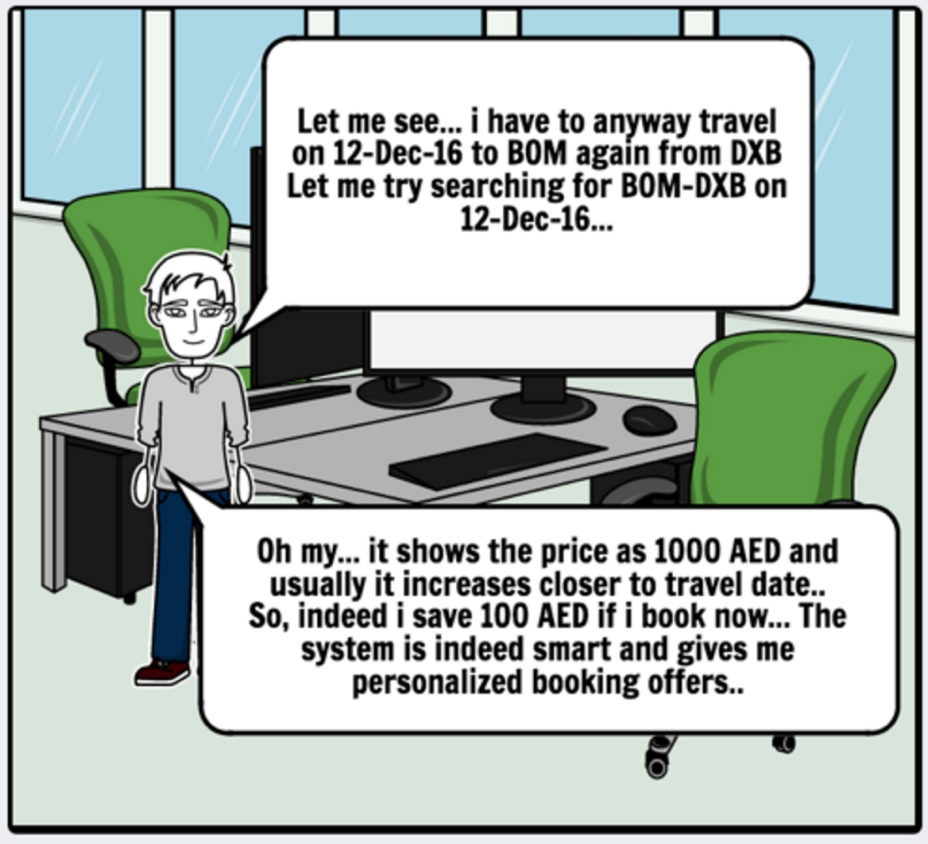 Let me see... i have to anyway travel
on 12-Dec-16 to BOM again from DXB
Let me try searching for BOM-DXB on
12-Dec-16...
Oh my... it shows the price as 1000 AED and
usually it increases closer to travel date..
So, indeed i save 100 AED if i book now... The
system is indeed smart and gives me
personalized booking offers..